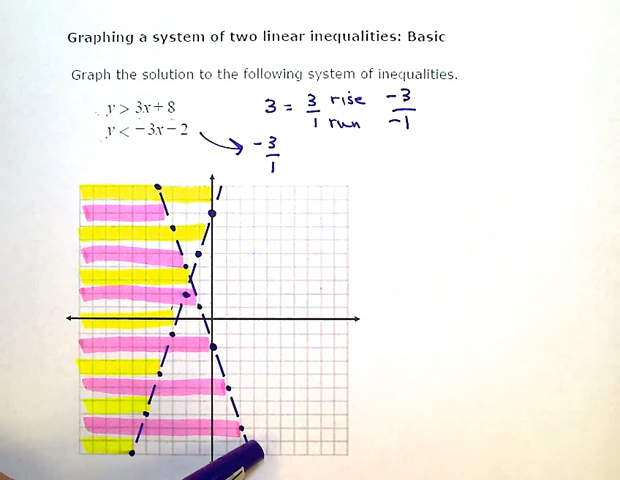 Graphing a system of two linear inequalities: Basic
Graph the solution to the following system of inequalities.
y > 3x + 8
y < −3x − 2
3 = 3/1 rise run -3/-1
-3/1